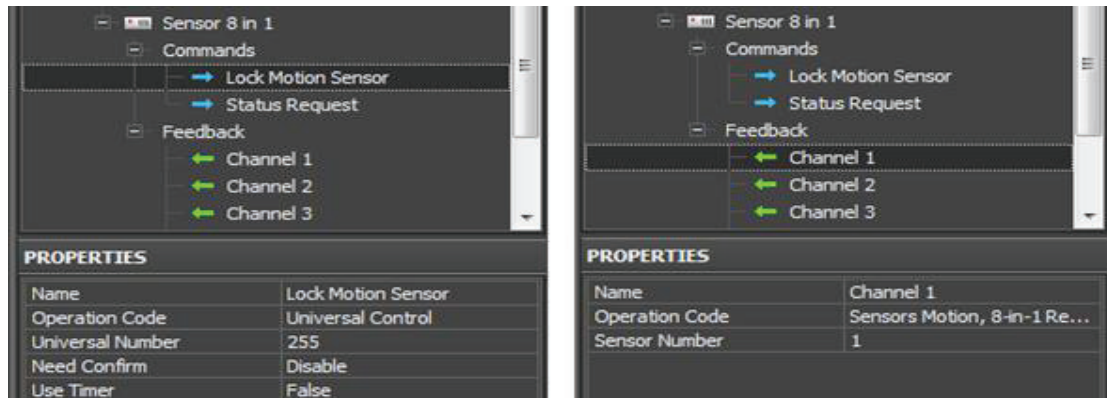 Sensor 8 in 1
Commands
Lock Motion Sensor
Status Request
Feedback
Channel 1
Channel 2
Channel 3
PROPERTIES
Name Lock Motion Sensor
Operation Code Universal Control
Universal Number 255
Need Confirm Disable
Use Timer False
Sensor 8 in 1
Commands
Lock Motion Sensor
Status Request
Feedback
Channel 1
Channel 2
Channel 3
PROPERTIES
Name Channel 1
Operation Code Sensors Motion, 8-in-1 Re...
Sensor Number 1